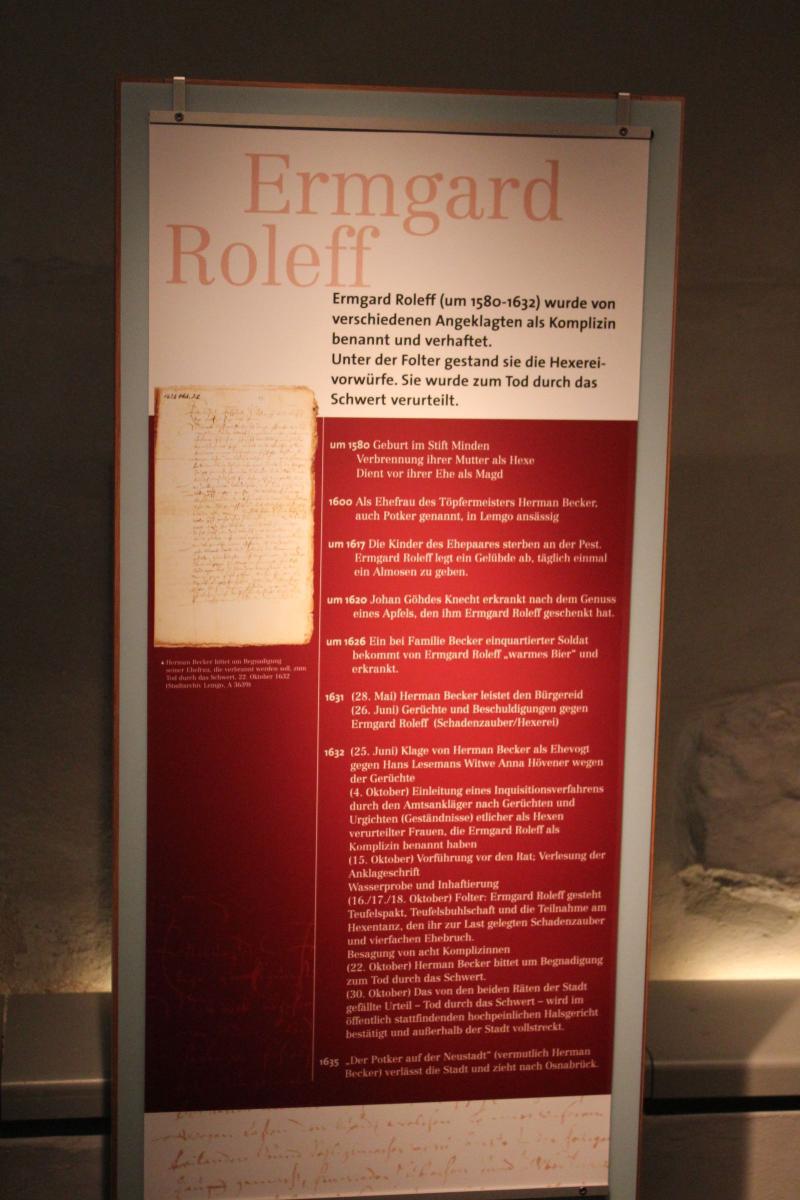 Ermgard
Roleff
Ermgard Roleff (um 1580-1632) wurde von
verschiedenen Angeklagten als Komplizin
benannt und verhaftet.
Unter der Folter gestand sie die Hexerei-
vorwürfe. Sie wurde zum Tod durch das
Schwert verurteilt.
▲ Herman Becker bittet um Begnadigung
seiner Ehefrau, die verbrannt werden soll, zum
Tod durch das Schwert. 22. Oktober 1632
(Stadtarchiv Lemgo, A 3639)
um 1580 Geburt im Stift Minden
Verbrennung ihrer Mutter als Hexe
Dient vor ihrer Ehe als Magd
1600 Als Ehefrau des Töpfermeisters Herman Becker,
auch Potker genannt, in Lemgo ansässig
um 1617 Die Kinder des Ehepaares sterben an der Pest.
Ermgard Roleff legt ein Gelübde ab, täglich einmal
ein Almosen zu geben.
um 1620 Johan Göhdes Knecht erkrankt nach dem Genuss
eines Apfels, den ihm Ermgard Roleff geschenkt hat.
um 1626 Ein bei Familie Becker einquartierter Soldat
bekommt von Ermgard Roleff „warmes Bier“ und
erkrankt.
1631 (28. Mai) Herman Becker leistet den Bürgereid
(26. Juni) Gerüchte und Beschuldigungen gegen
Ermgard Roleff (Schadenzauber/Hexerei)
1632 (25. Juni) Klage von Herman Becker als Ehevogt
gegen Hans Lesemans Witwe Anna Hövener wegen
der Gerüchte
(4. Oktober) Einleitung eines Inquisitionsverfahrens
durch den Amtsankläger nach Gerüchten und
Urgichten (Geständnisse) etlicher als Hexen
verurteilter Frauen, die Ermgard Roleff als
Komplizin benannt haben
(15. Oktober) Vorführung vor den Rat; Verlesung der
Anklageschrift
Wasserprobe und Inhaftierung
(16./17./18. Oktober) Folter: Ermgard Roleff gesteht
Teufelspakt, Teufelsbuhlschaft und die Teilnahme am
Hexentanz, den ihr zur Last gelegten Schadenzauber
und vierfachen Ehebruch.
Besagung von acht Komplizinnen
(22. Oktober) Herman Becker bittet um Begnadigung
zum Tod durch das Schwert.
(30. Oktober) Das von den beiden Räten der Stadt
gefällte Urteil – Tod durch das Schwert – wird im
öffentlich stattfindenden hochpeinlichen Halsgericht
bestätigt und außerhalb der Stadt vollstreckt.
1635 „Der Potker auf der Neustadt“ (vermutlich Herman
Becker) verlässt die Stadt und zieht nach Osnabrück.